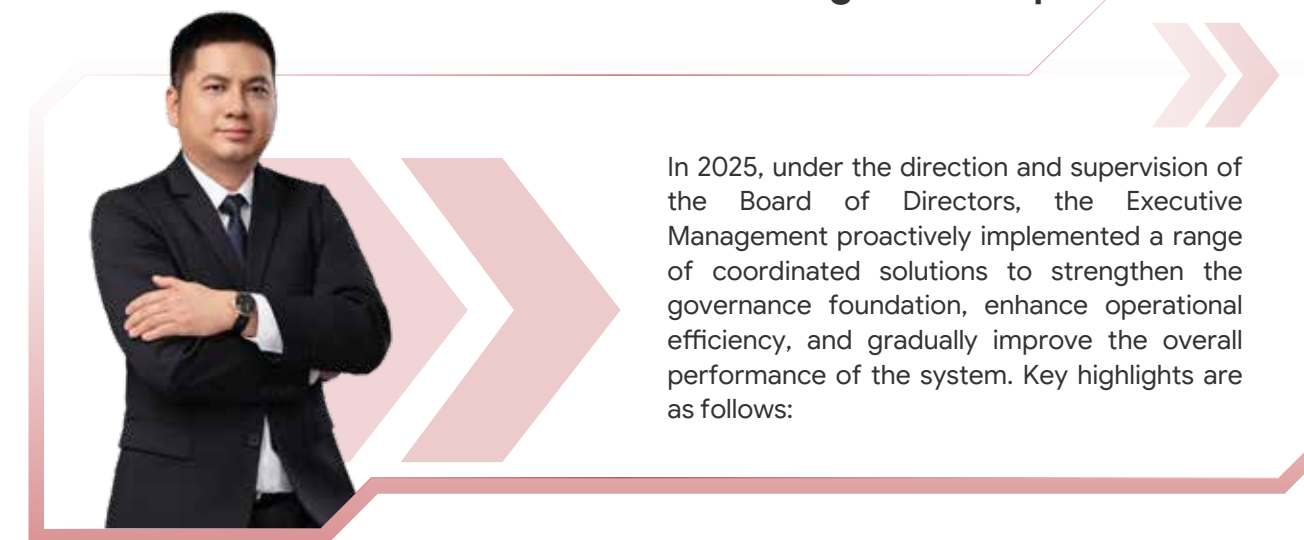 In 2025, under the direction and supervision of
the Board of Directors, the Executive
Management proactively implemented a range
of coordinated solutions to strengthen the
governance foundation, enhance operational
efficiency, and gradually improve the overall
performance of the system. Key highlights are
as follows: